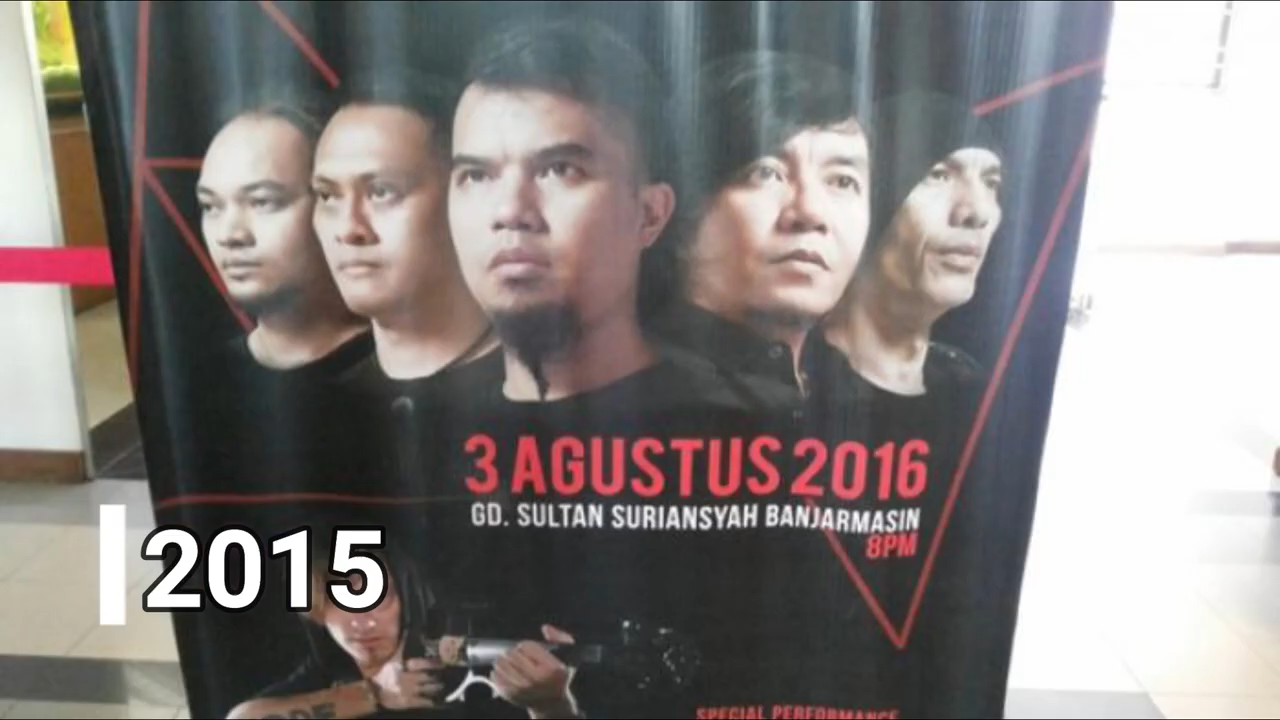 3 AGUSTUS 2016
GD. SULTAN SURIANSYAH BANJARMASIN
8PM
2015
SPECIAL PERFORMANCE